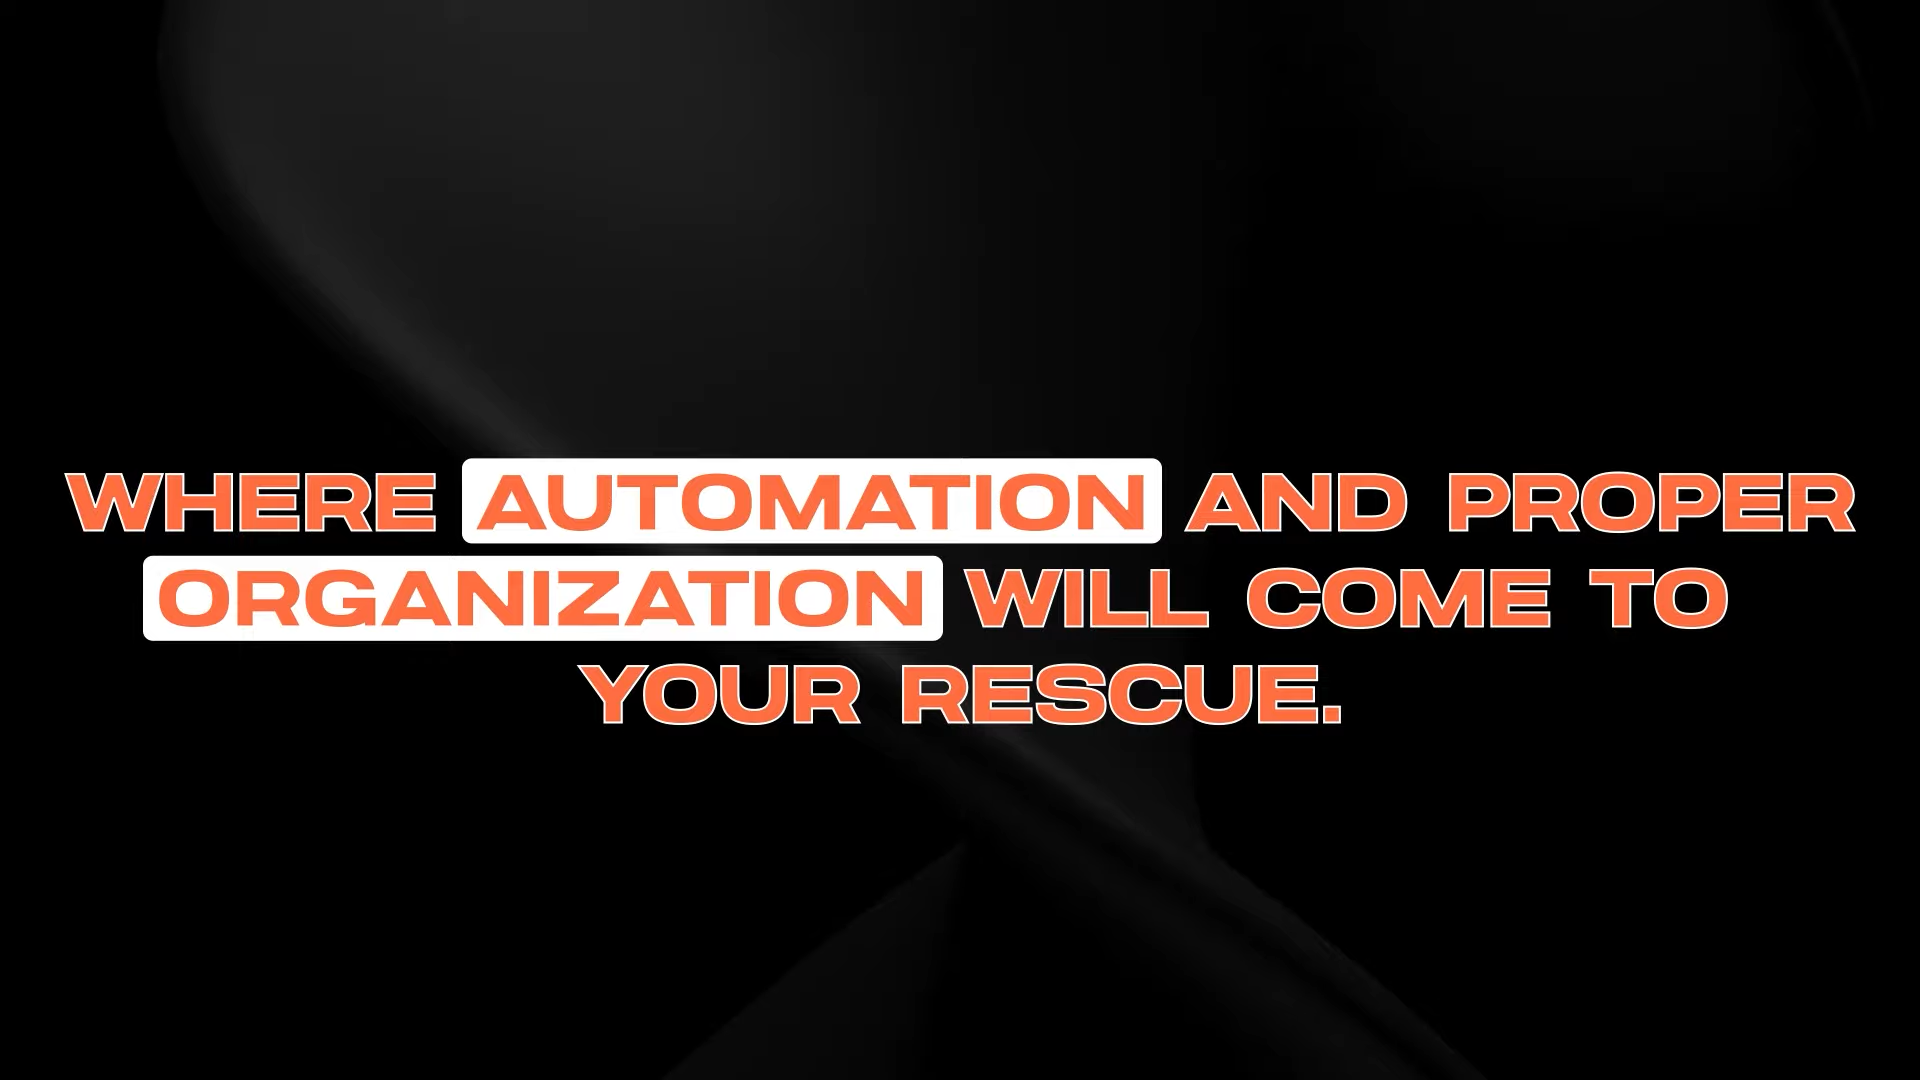 WHERE AUTOMATION AND PROPER
ORGANIZATION WILL COME TO
YOUR RESCUE.